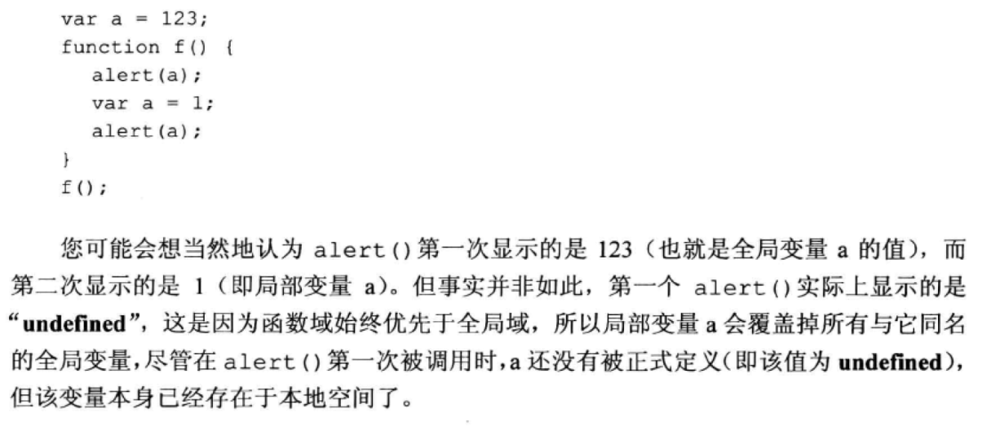 var a = 123;
function f() {
alert(a);
var a = 1;
alert(a);
}
f();
您可能会想当然地认为 alert()第一次显示的是 123（也就是全局变量 a 的值），而
第二次显示的是 1（即局部变量 a）。但事实并非如此，第一个 alert()实际上显示的是
“undefined”，这是因为函数域始终优先于全局域，所以局部变量 a 会覆盖掉所有与它同名
的全局变量，尽管在 alert()第一次被调用时，a 还没有被正式定义（即该值为 undefined），
但该变量本身已经存在于本地空间了。